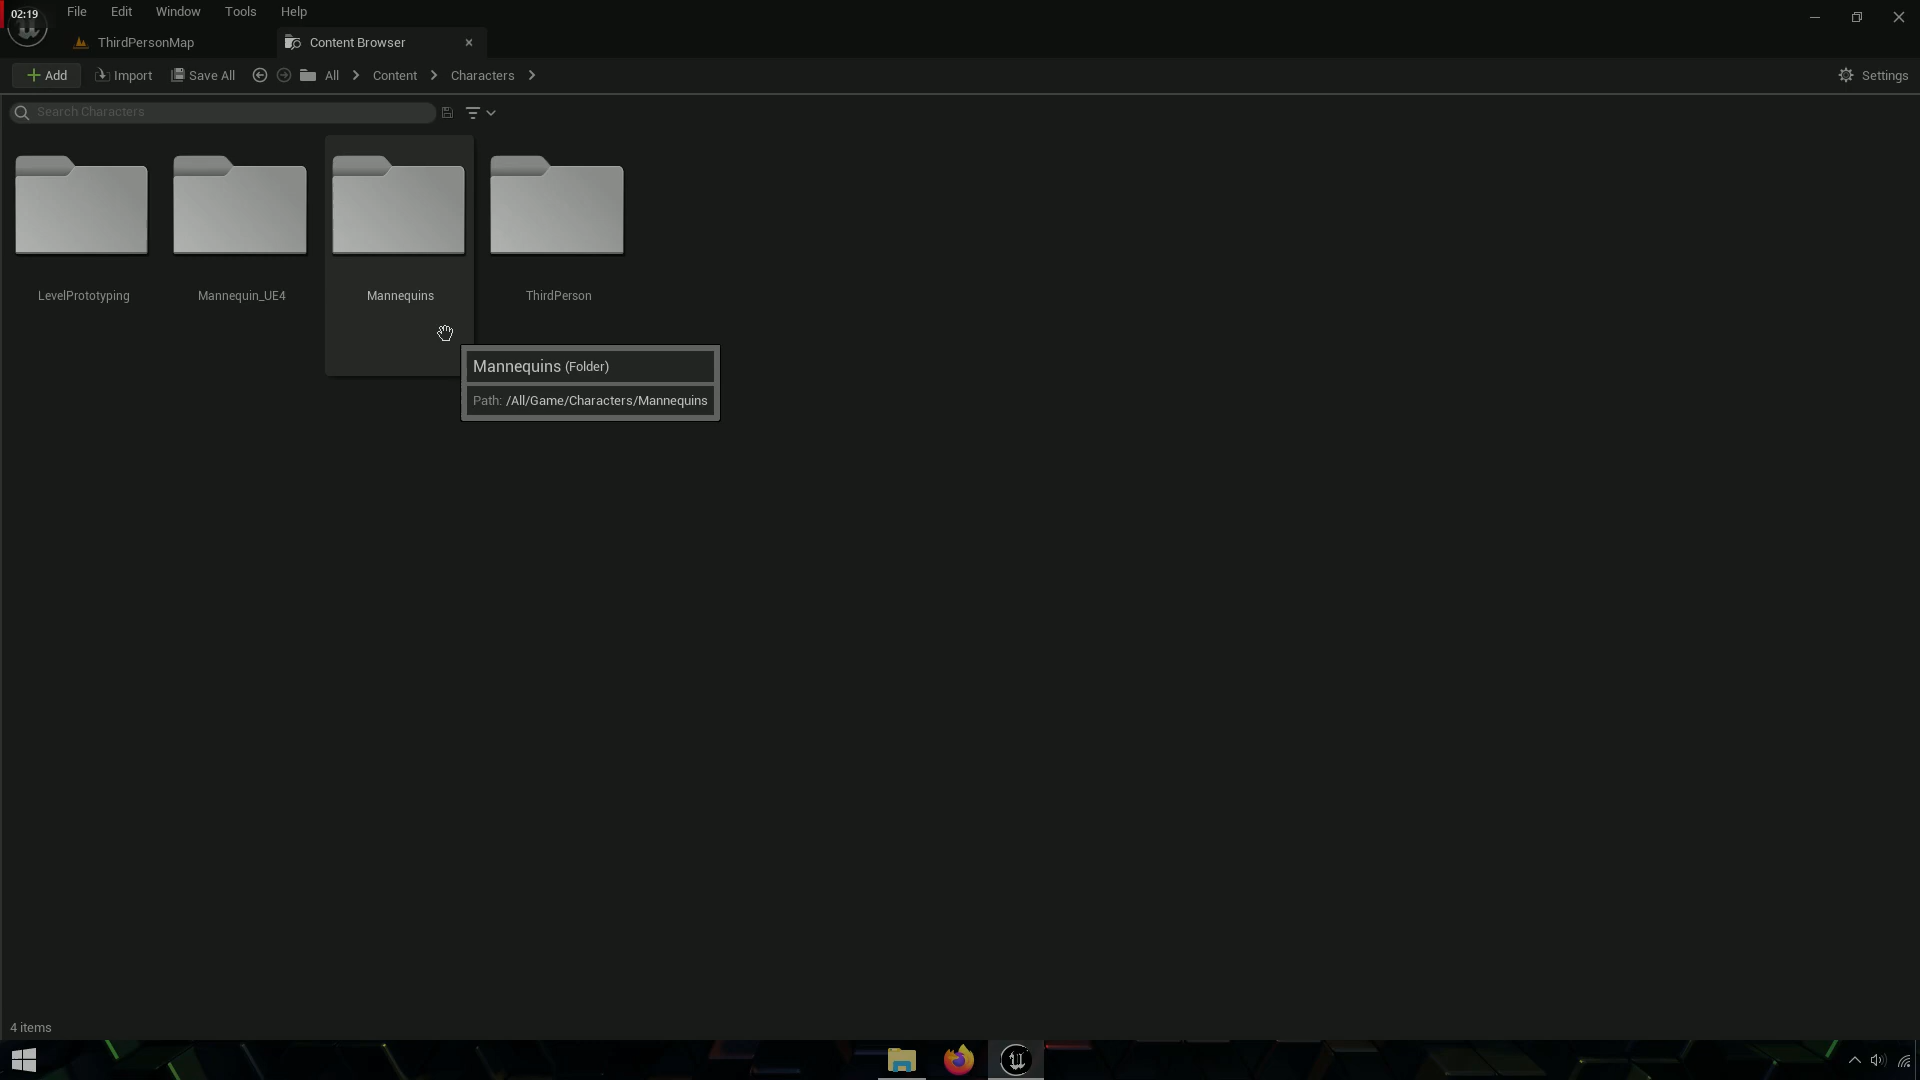 02:19
File Edit Window Tools Help
ThirdPersonMap Content Browser
Add Import Save All All Content Characters Settings
Search Characters
LevelPrototyping Mannequin_UE4 Mannequins ThirdPerson
Mannequins (Folder)
Path: /All/Game/Characters/Mannequins
4 items